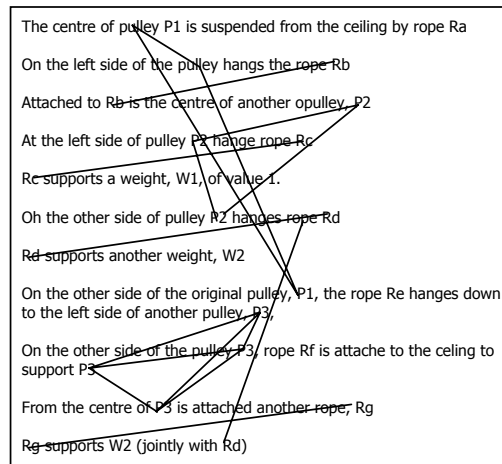 The centre of pulley P1 is suspended from the ceiling by rope Ra
On the left side of the pulley hangs the rope Rb
Attached to Rb is the centre of another opulley, P2
At the left side of pulley P2 hange rope Rc
Rc supports a weight, W1, of value 1.
Oh the other side of pulley P2 hanges rope Rd
Rd supports another weight, W2
On the other side of the original pulley, P1, the rope Re hanges down
to the left side of another pulley, P3,
On the other side of the pulley P3, rope Rf is attache to the celing to
support P3
From the centre of P3 is attached another rope, Rg
Rg supports W2 (jointly with Rd)